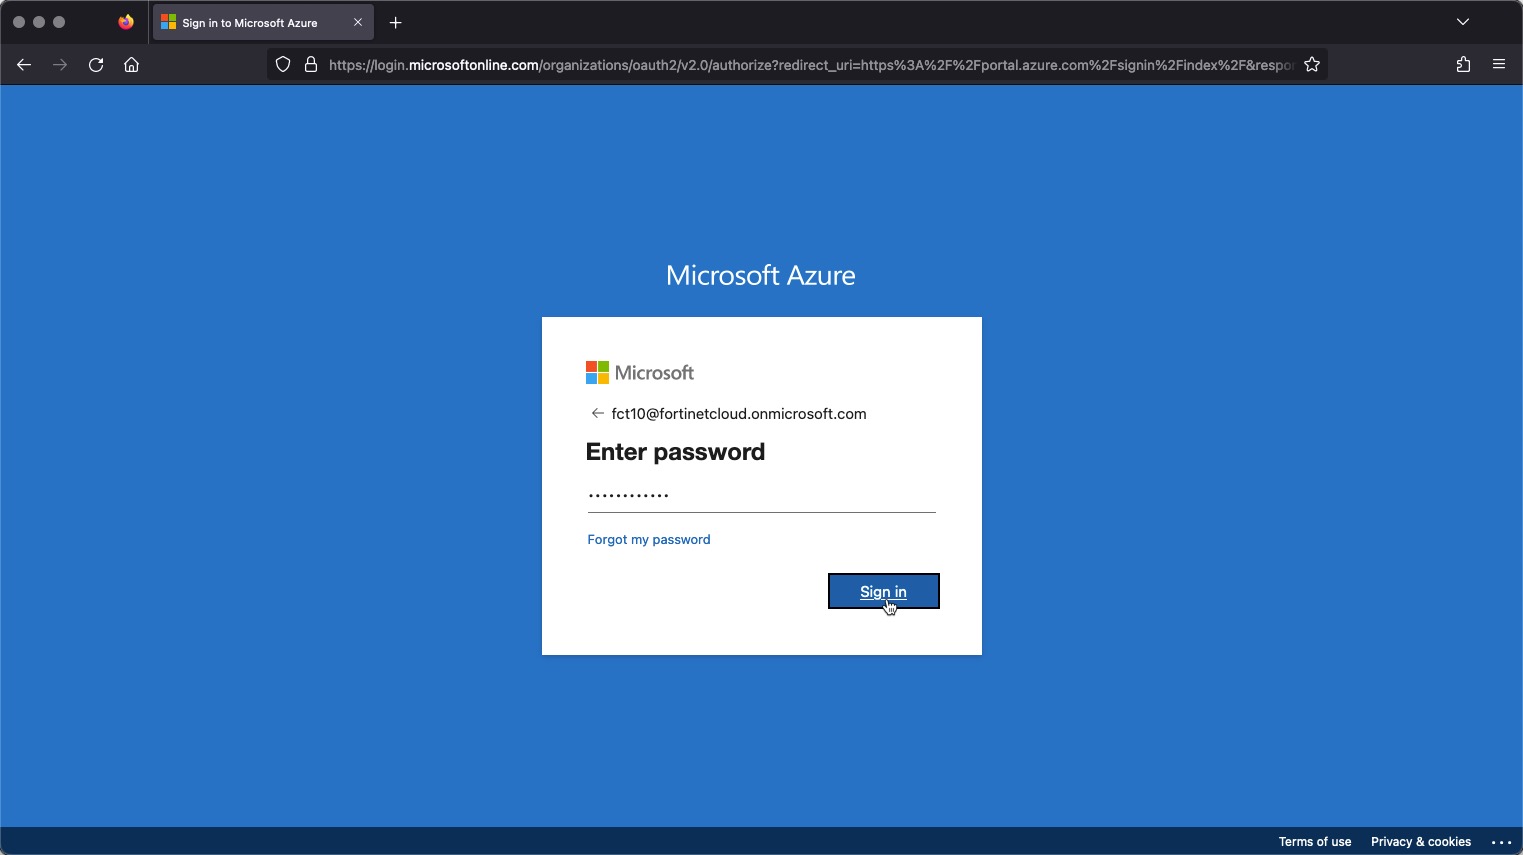 Sign in to Microsoft Azure
https://login.microsoftonline.com/organizations/oauth2/v2.0/authorize?redirect_uri=https%3A%2F%2Fportal.azure.com%2Fsignin%2Findex%2F&respo
Microsoft Azure
Microsoft
fct10@fortinetcloud.onmicrosoft.com
Enter password
Forgot my password
Sign in
Terms of use Privacy & cookies